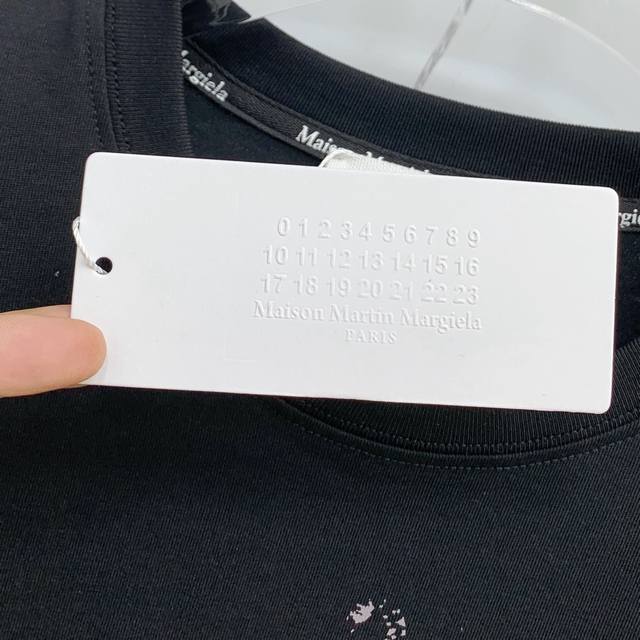 Margiela
Maison Margiela
0 1 2 3 4 5 6 7 8 9
10 11 12 13 14 15 16
17 18 19 20 21 22 23
Maison Martin Margiela
PARIS